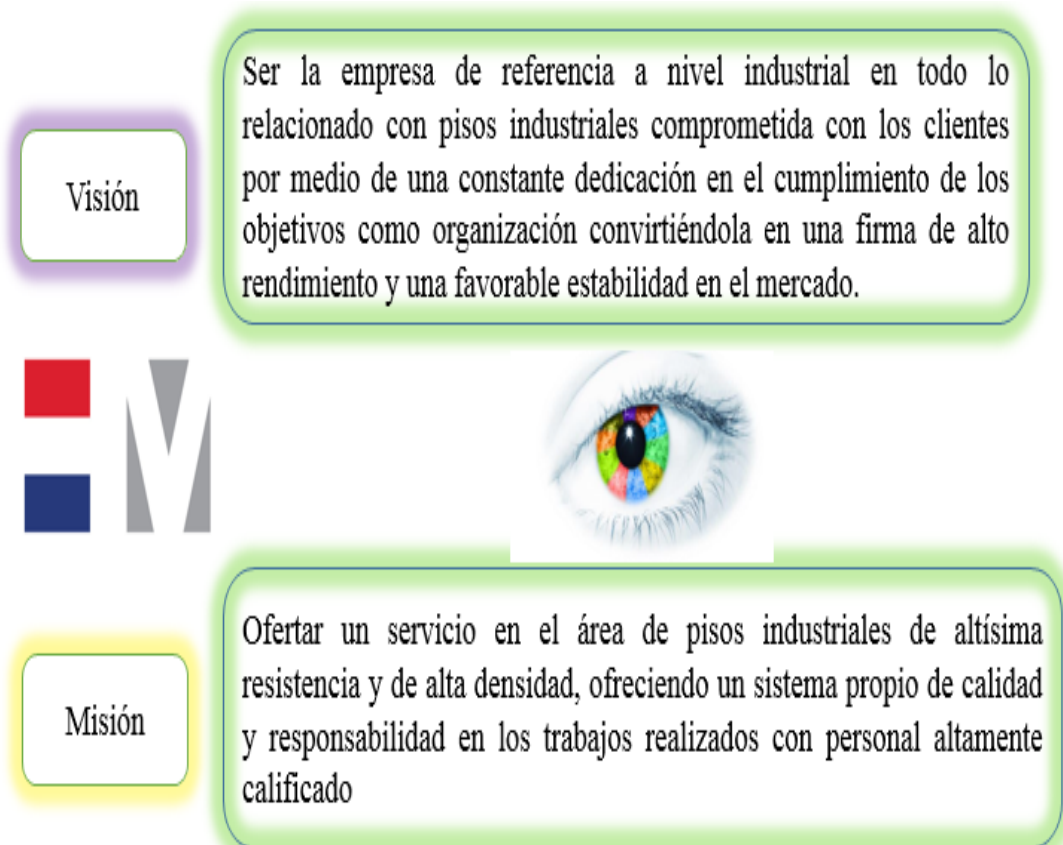 Visión
Ser la empresa de referencia a nivel industrial en todo lo
relacionado con pisos industriales comprometida con los clientes
por medio de una constante dedicación en el cumplimiento de los
objetivos como organización convirtiéndola en una firma de alto
rendimiento y una favorable estabilidad en el mercado.
M
Misión
Ofertar un servicio en el área de pisos industriales de altísima
resistencia y de alta densidad, ofreciendo un sistema propio de calidad
y responsabilidad en los trabajos realizados con personal altamente
calificado